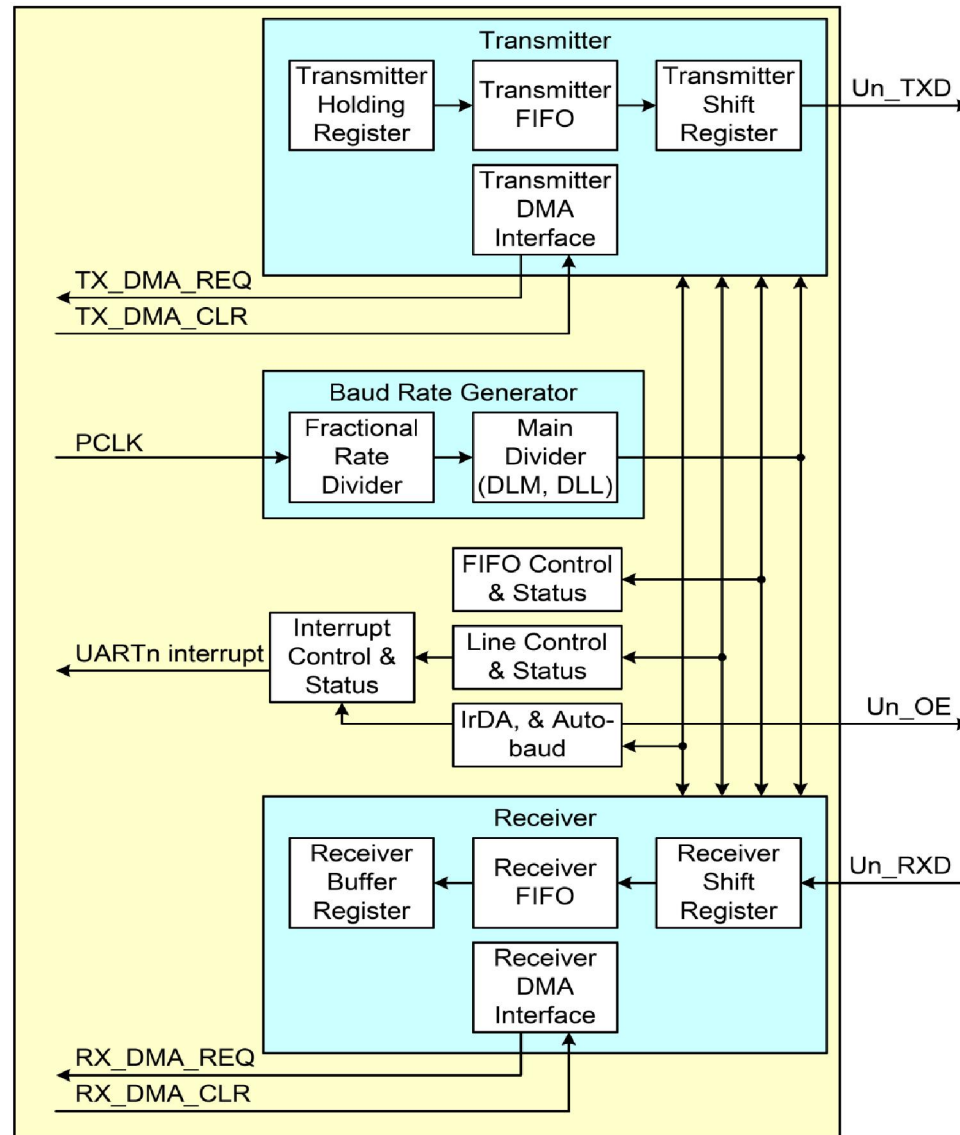 Transmitter
Transmitter
Holding
Register
Transmitter
FIFO
Transmitter
Shift
Register
Un_TXD
Transmitter
DMA
Interface
TX_DMA_REQ
TX_DMA_CLR
Baud Rate Generator
PCLK
Fractional
Rate
Divider
Main
Divider
(DLM, DLL)
FIFO Control
& Status
UARTn interrupt
Interrupt
Control &
Status
Line Control
& Status
IrDA, & Auto-
baud
Un_OE
Receiver
Receiver
Buffer
Register
Receiver
FIFO
Receiver
Shift
Register
Un_RXD
Receiver
DMA
Interface
RX_DMA_REQ
RX_DMA_CLR